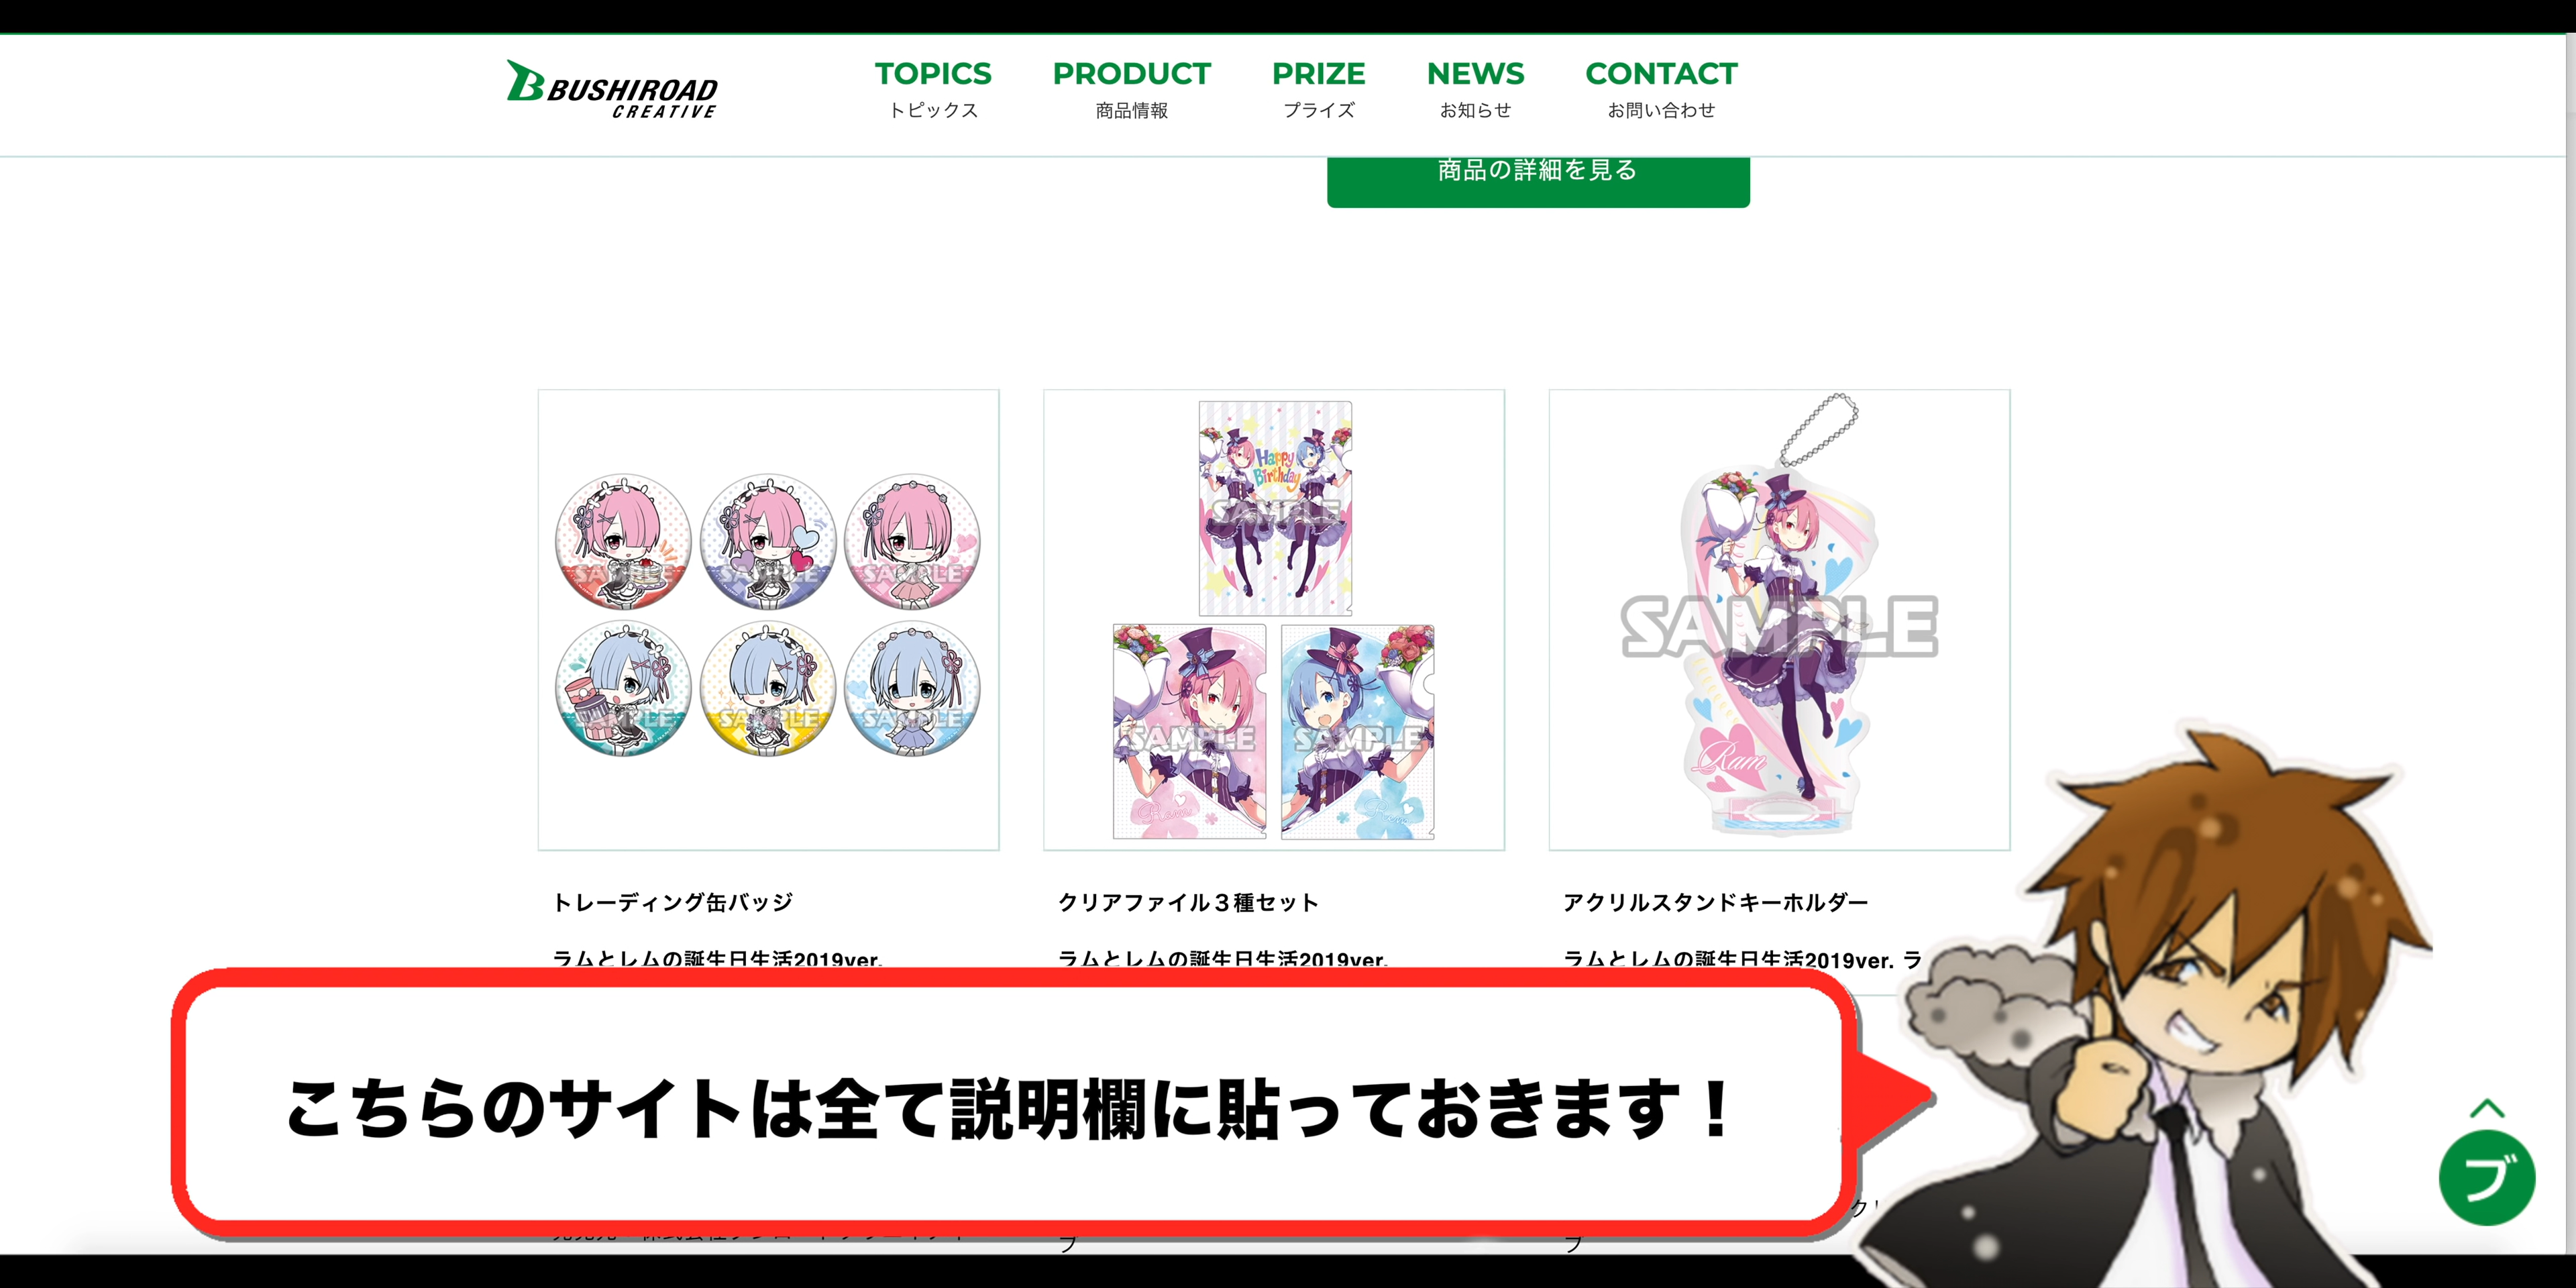 BUSHIROAD
CREATIVE
TOPICS
トピックス
PRODUCT
商品情報
PRIZE
プライズ
NEWS
お知らせ
CONTACT
お問い合わせ
商品の詳細を見る
SAMPLE SAMPLE SAMPLE
SAMPLE SAMPLE SAMPLE
Happy
Birthday
SAMPLE
SAMPLE SAMPLE
Ram
SAMPLE
Ram
トレーディング缶バッジ
クリアファイル３種セット
アクリルスタンドキーホルダー
ラムとレムの誕生日生活2019ver.
ラムとレムの誕生日生活2019ver.
ラムとレムの誕生日生活2019ver. ラ
こちらのサイトは全て説明欄に貼っておきます！
ブ